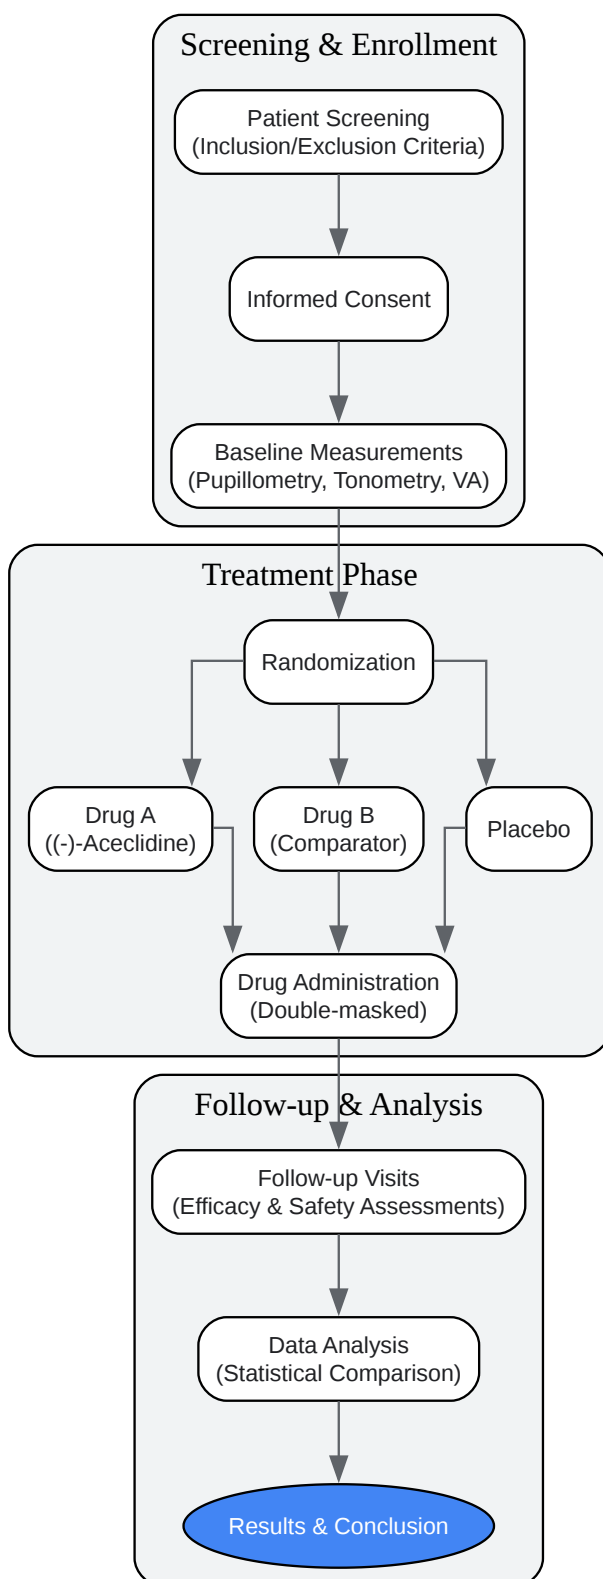 Screening & Enrollment
Patient Screening
(Inclusion/Exclusion Criteria)
Informed Consent
Baseline Measurements
(Pupillometry, Tonometry, VA)
Treatment Phase
Randomization
Drug A
((-)-Aceclidine)
Drug B
(Comparator)
Placebo
Drug Administration
(Double-masked)
Follow-up & Analysis
Follow-up Visits
(Efficacy & Safety Assessments)
Data Analysis
(Statistical Comparison)
Results & Conclusion